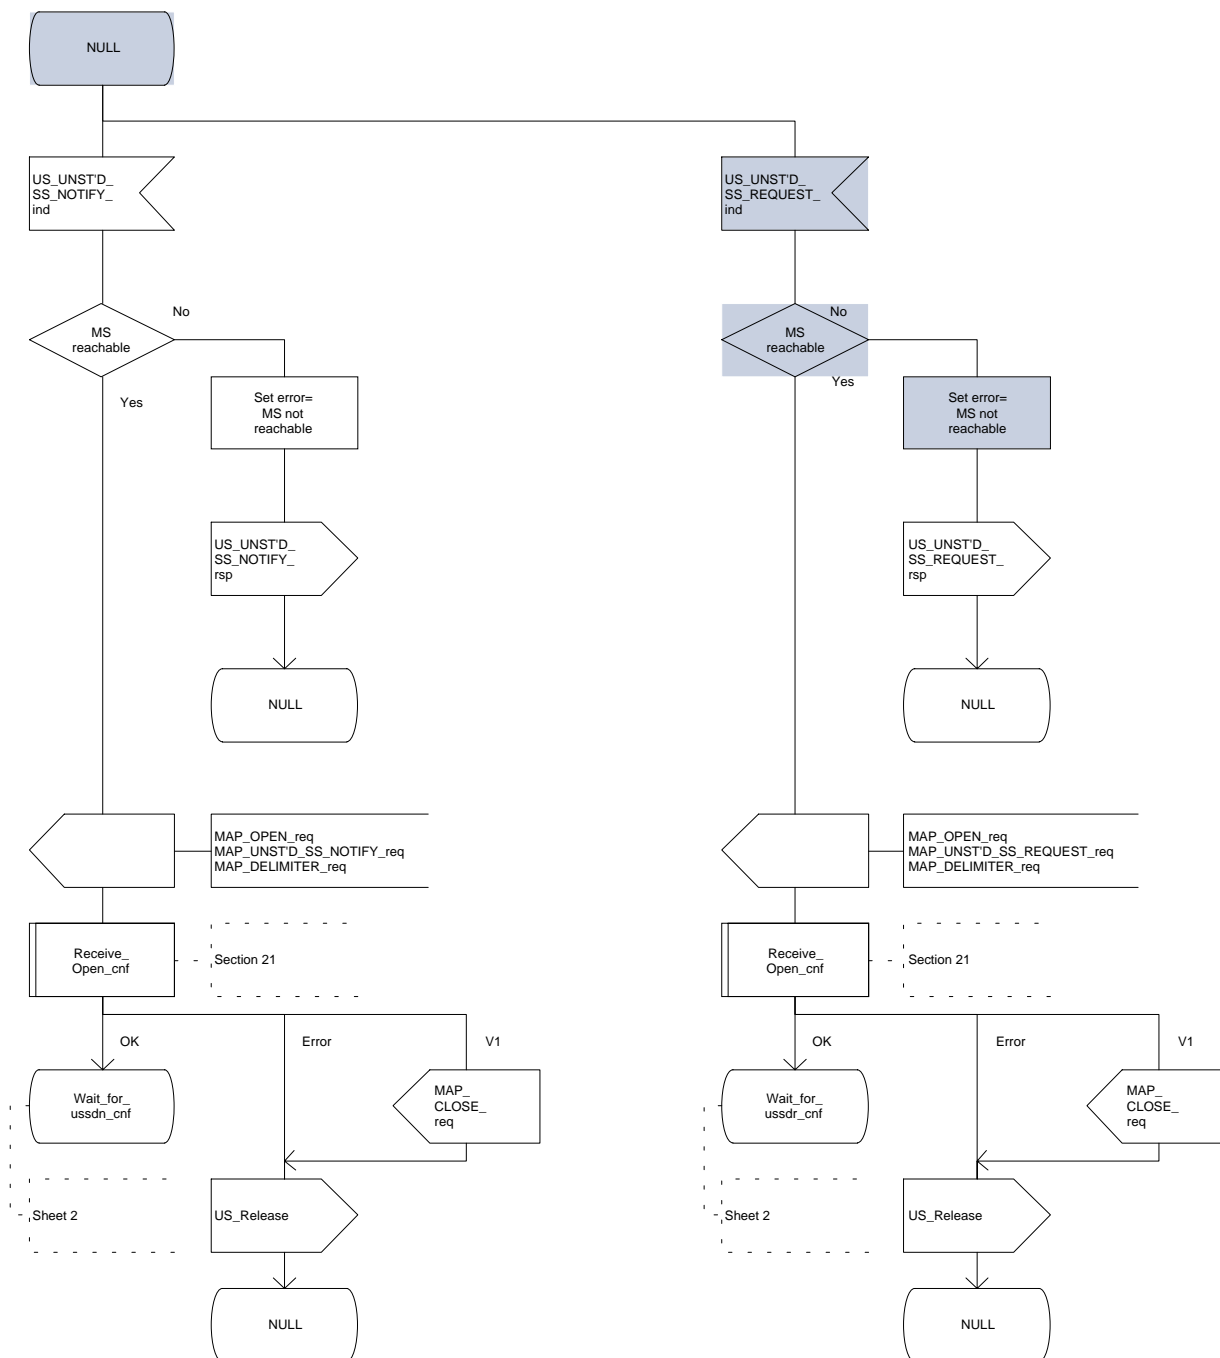 NULL
US_UNST'D_
SS_NOTIFY_
ind
US_UNST'D_
SS_REQUEST_
ind
No
MS
reachable
Yes
Set error=
MS not
reachable
No
MS
reachable
Yes
Set error=
MS not
reachable
US_UNST'D_
SS_NOTIFY_
rsp
US_UNST'D_
SS_REQUEST_
rsp
NULL
NULL
MAP_OPEN_req
MAP_UNST'D_SS_NOTIFY_req
MAP_DELIMITER_req
MAP_OPEN_req
MAP_UNST'D_SS_REQUEST_req
MAP_DELIMITER_req
Receive_
Open_cnf
Section 21
Receive_
Open_cnf
Section 21
OK
Error
V1
OK
Error
V1
Wait_for_
ussdn_cnf
MAP_
CLOSE_
req
Wait_for_
ussdr_cnf
MAP_
CLOSE_
req
Sheet 2
US_Release
Sheet 2
US_Release
NULL
NULL